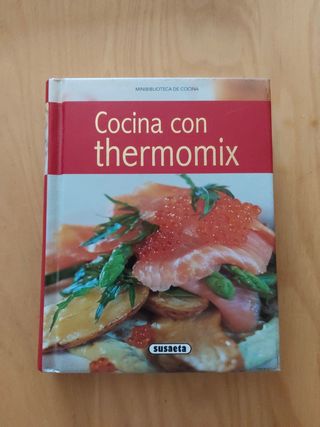 MINIBIBLIOTECA DE COCINA
Cocina con
thermomix
susaeta